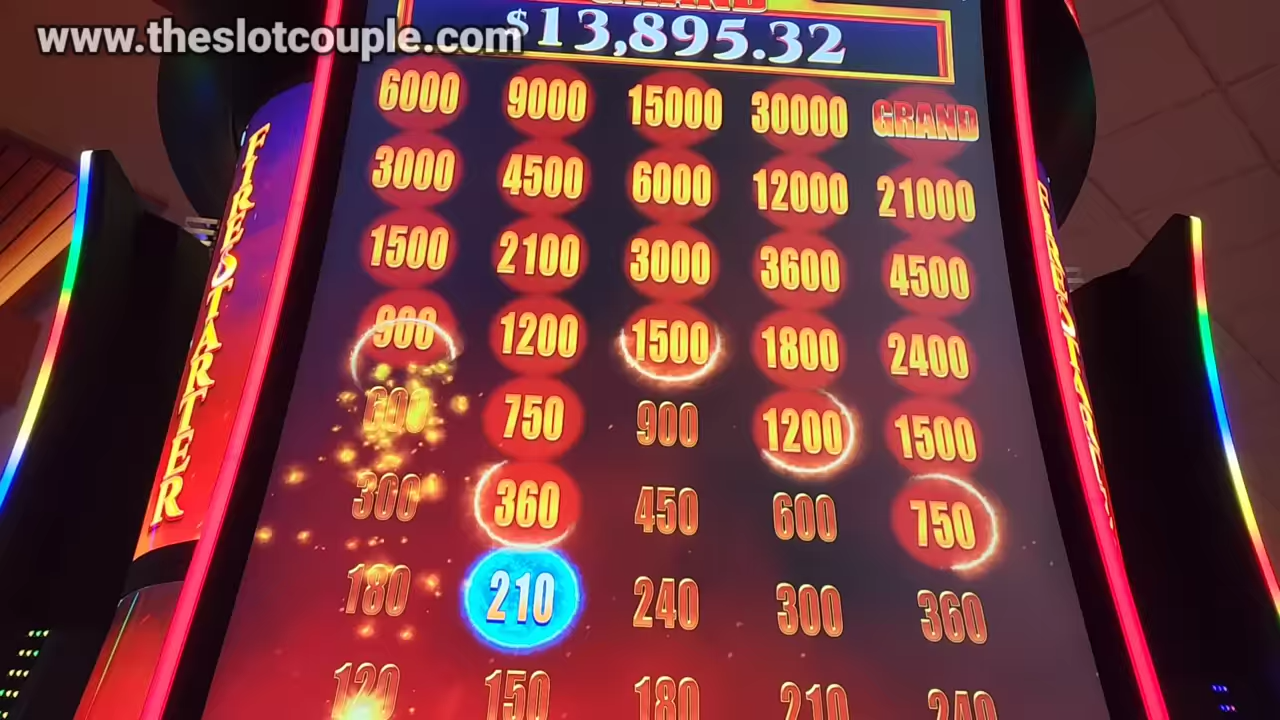 www.theslotcouple.com
GRAND
$13,895.32
6000 9000 15000 30000 GRAND
3000 4500 6000 12000 21000
1500 2100 3000 3600 4500
900 1200 1500 1800 2400
600 750 900 1200 1500
300 360 450 600 750
180 210 240 300 360
120 150 180 210 240
FIRESTARTER